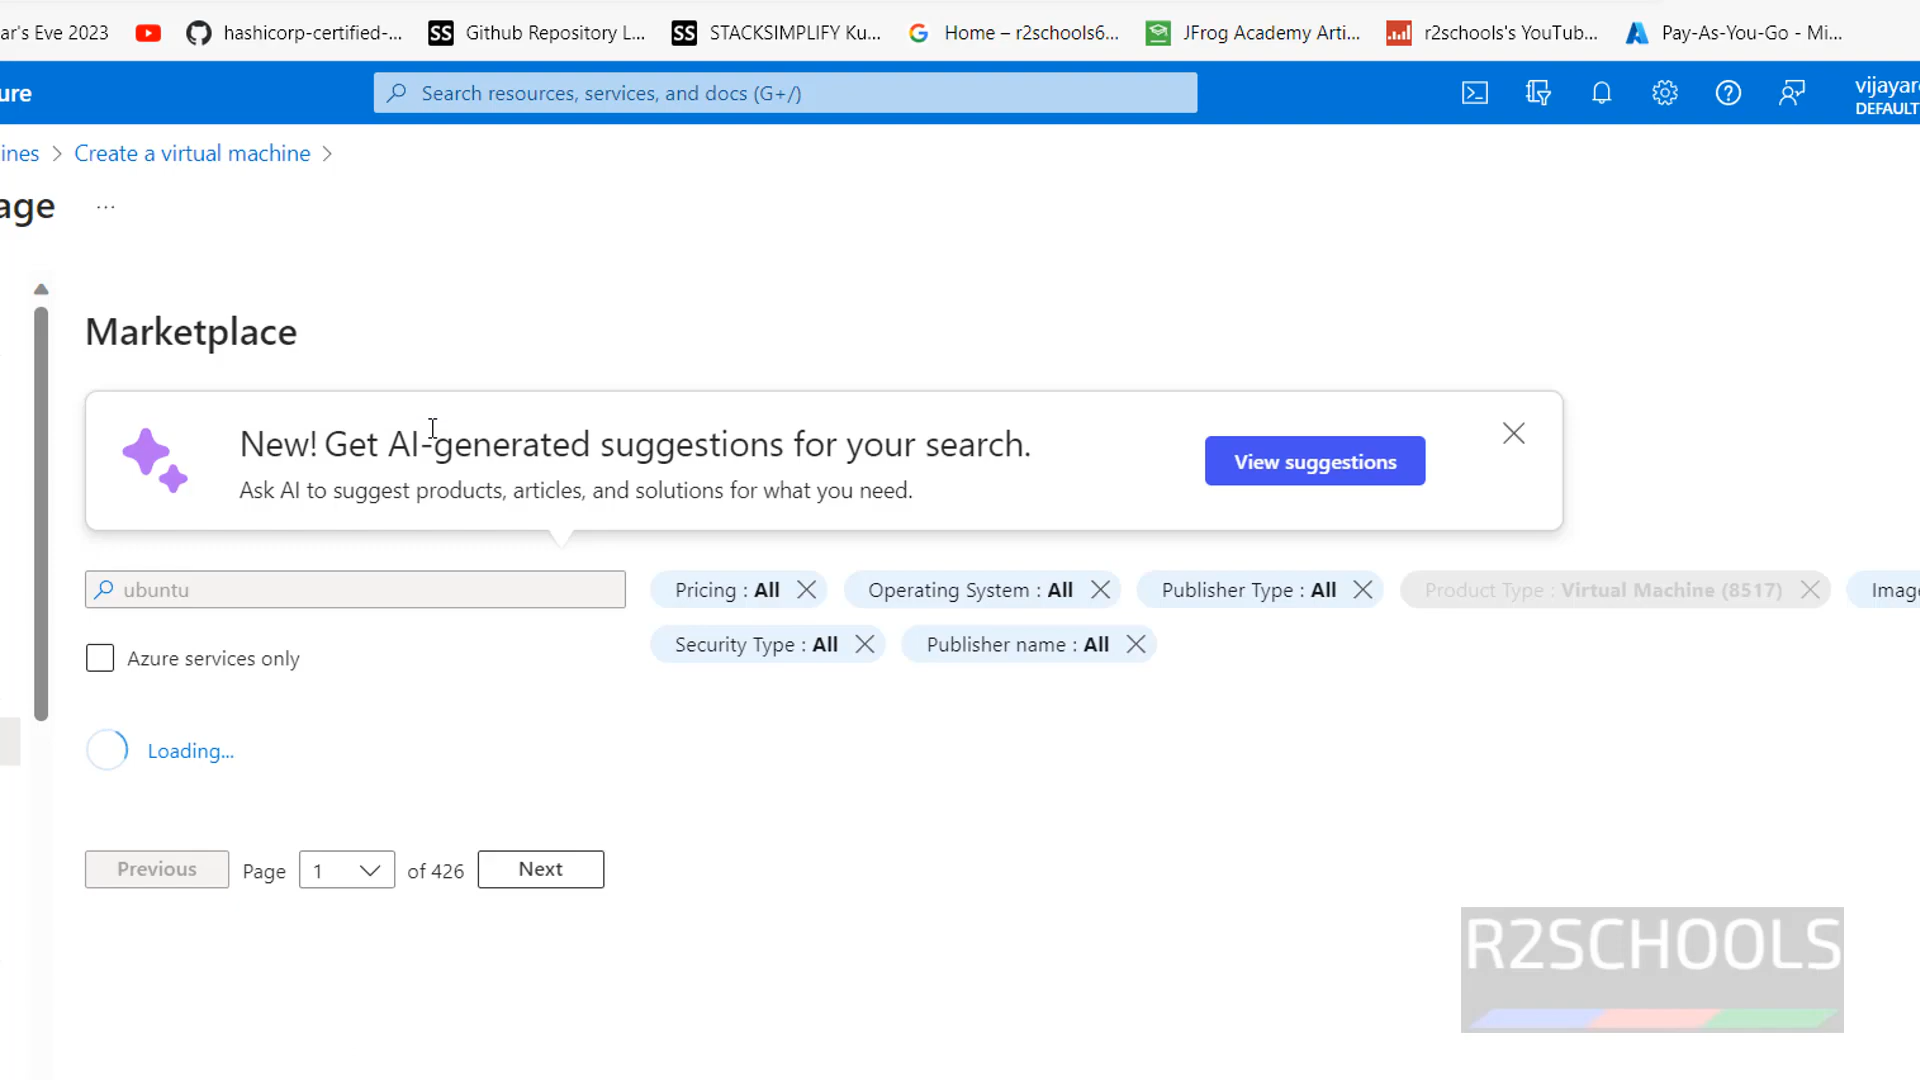 ar's Eve 2023 hashicorp-certified-... SS Github Repository L... SS STACKSIMPLIFY Ku... Home – r2schools6... JFrog Academy Arti... r2schools's YouTub... Pay-As-You-Go - Mi...
ure Search resources, services, and docs (G+/) vijayar
DEFAULT
ines > Create a virtual machine >
age ...
Marketplace
New! Get AI-generated suggestions for your search.
Ask AI to suggest products, articles, and solutions for what you need.
View suggestions
ubuntu Pricing : All Operating System : All Publisher Type : All Product Type : Virtual Machine (8517) Imag
Azure services only Security Type : All Publisher name : All
Loading...
Previous Page 1 of 426 Next
R2SCHOOLS